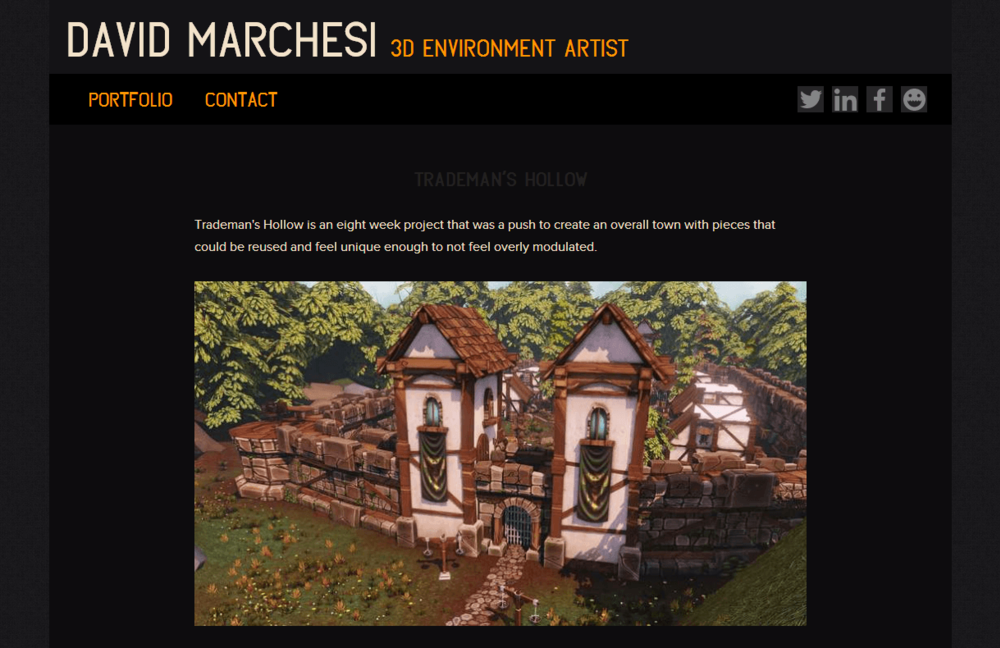 DAVID MARCHESI 3D ENVIRONMENT ARTIST
PORTFOLIO CONTACT
TRADEMAN'S HOLLOW
Trademan's Hollow is an eight week project that was a push to create an overall town with pieces that
could be reused and feel unique enough to not feel overly modulated.